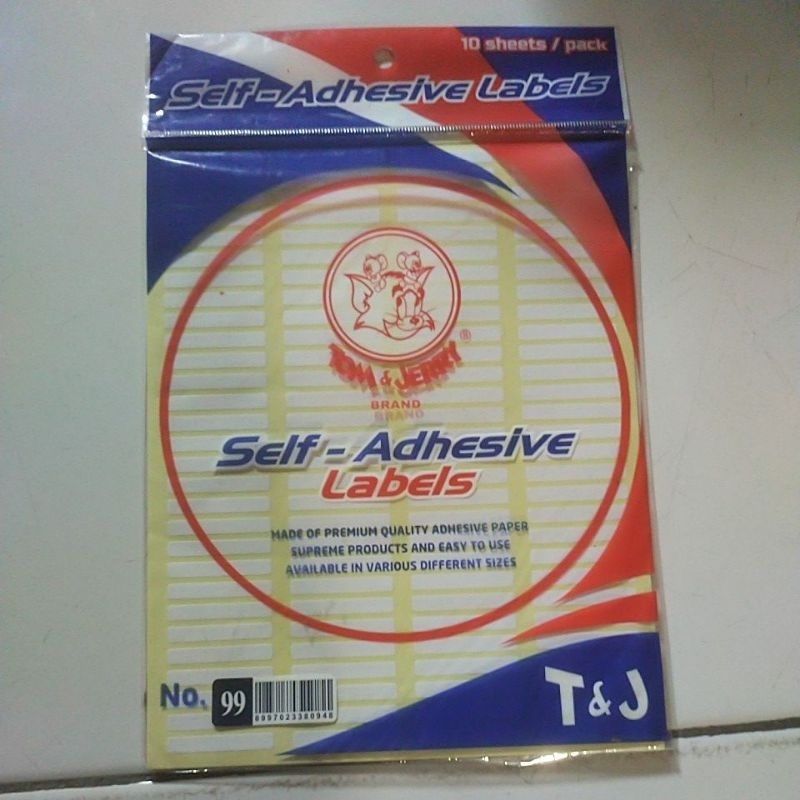 10 sheets / pack
Self-Adhesive Labels
TOM & JERRY ®
BRAND
Self - Adhesive
Labels
MADE OF PREMIUM QUALITY ADHESIVE PAPER
SUPREME PRODUCTS AND EASY TO USE
AVAILABLE IN VARIOUS DIFFERENT SIZES
No. 99
8997023380948
T & J